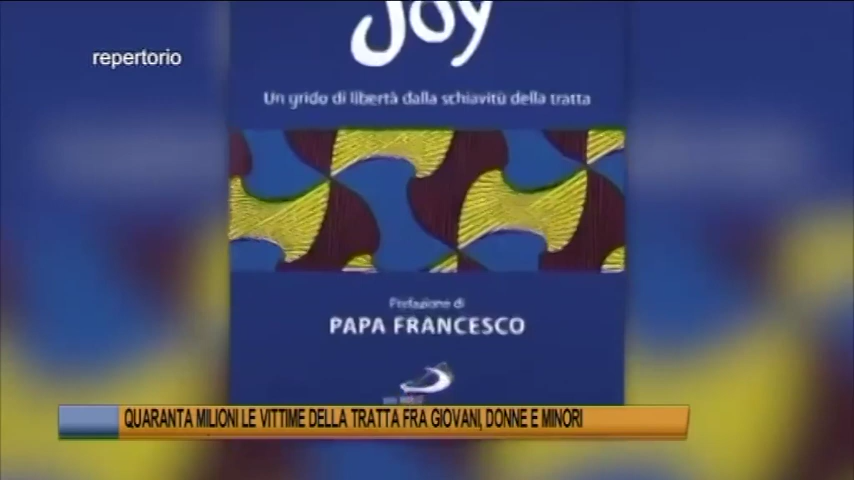 Joy
repertorio
Un grido di libertà dalla schiavitù della tratta
Prefazione di
PAPA FRANCESCO
QUARANTA MILIONI LE VITTIME DELLA TRATTA FRA GIOVANI, DONNE E MINORI